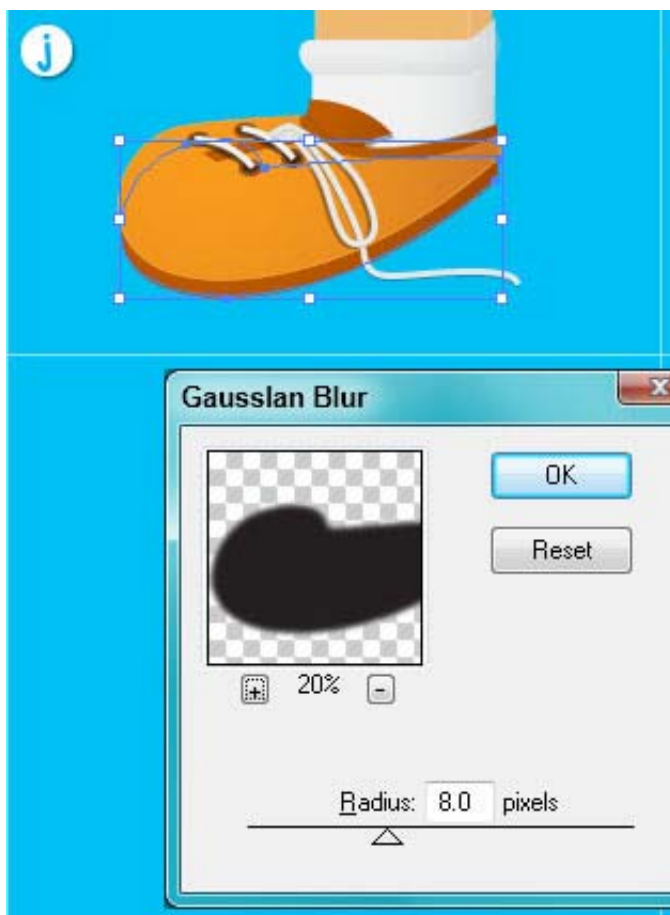 j
Gausslan Blur
X
OK
Reset
+ 20% -
Radius: 8.0 pixels